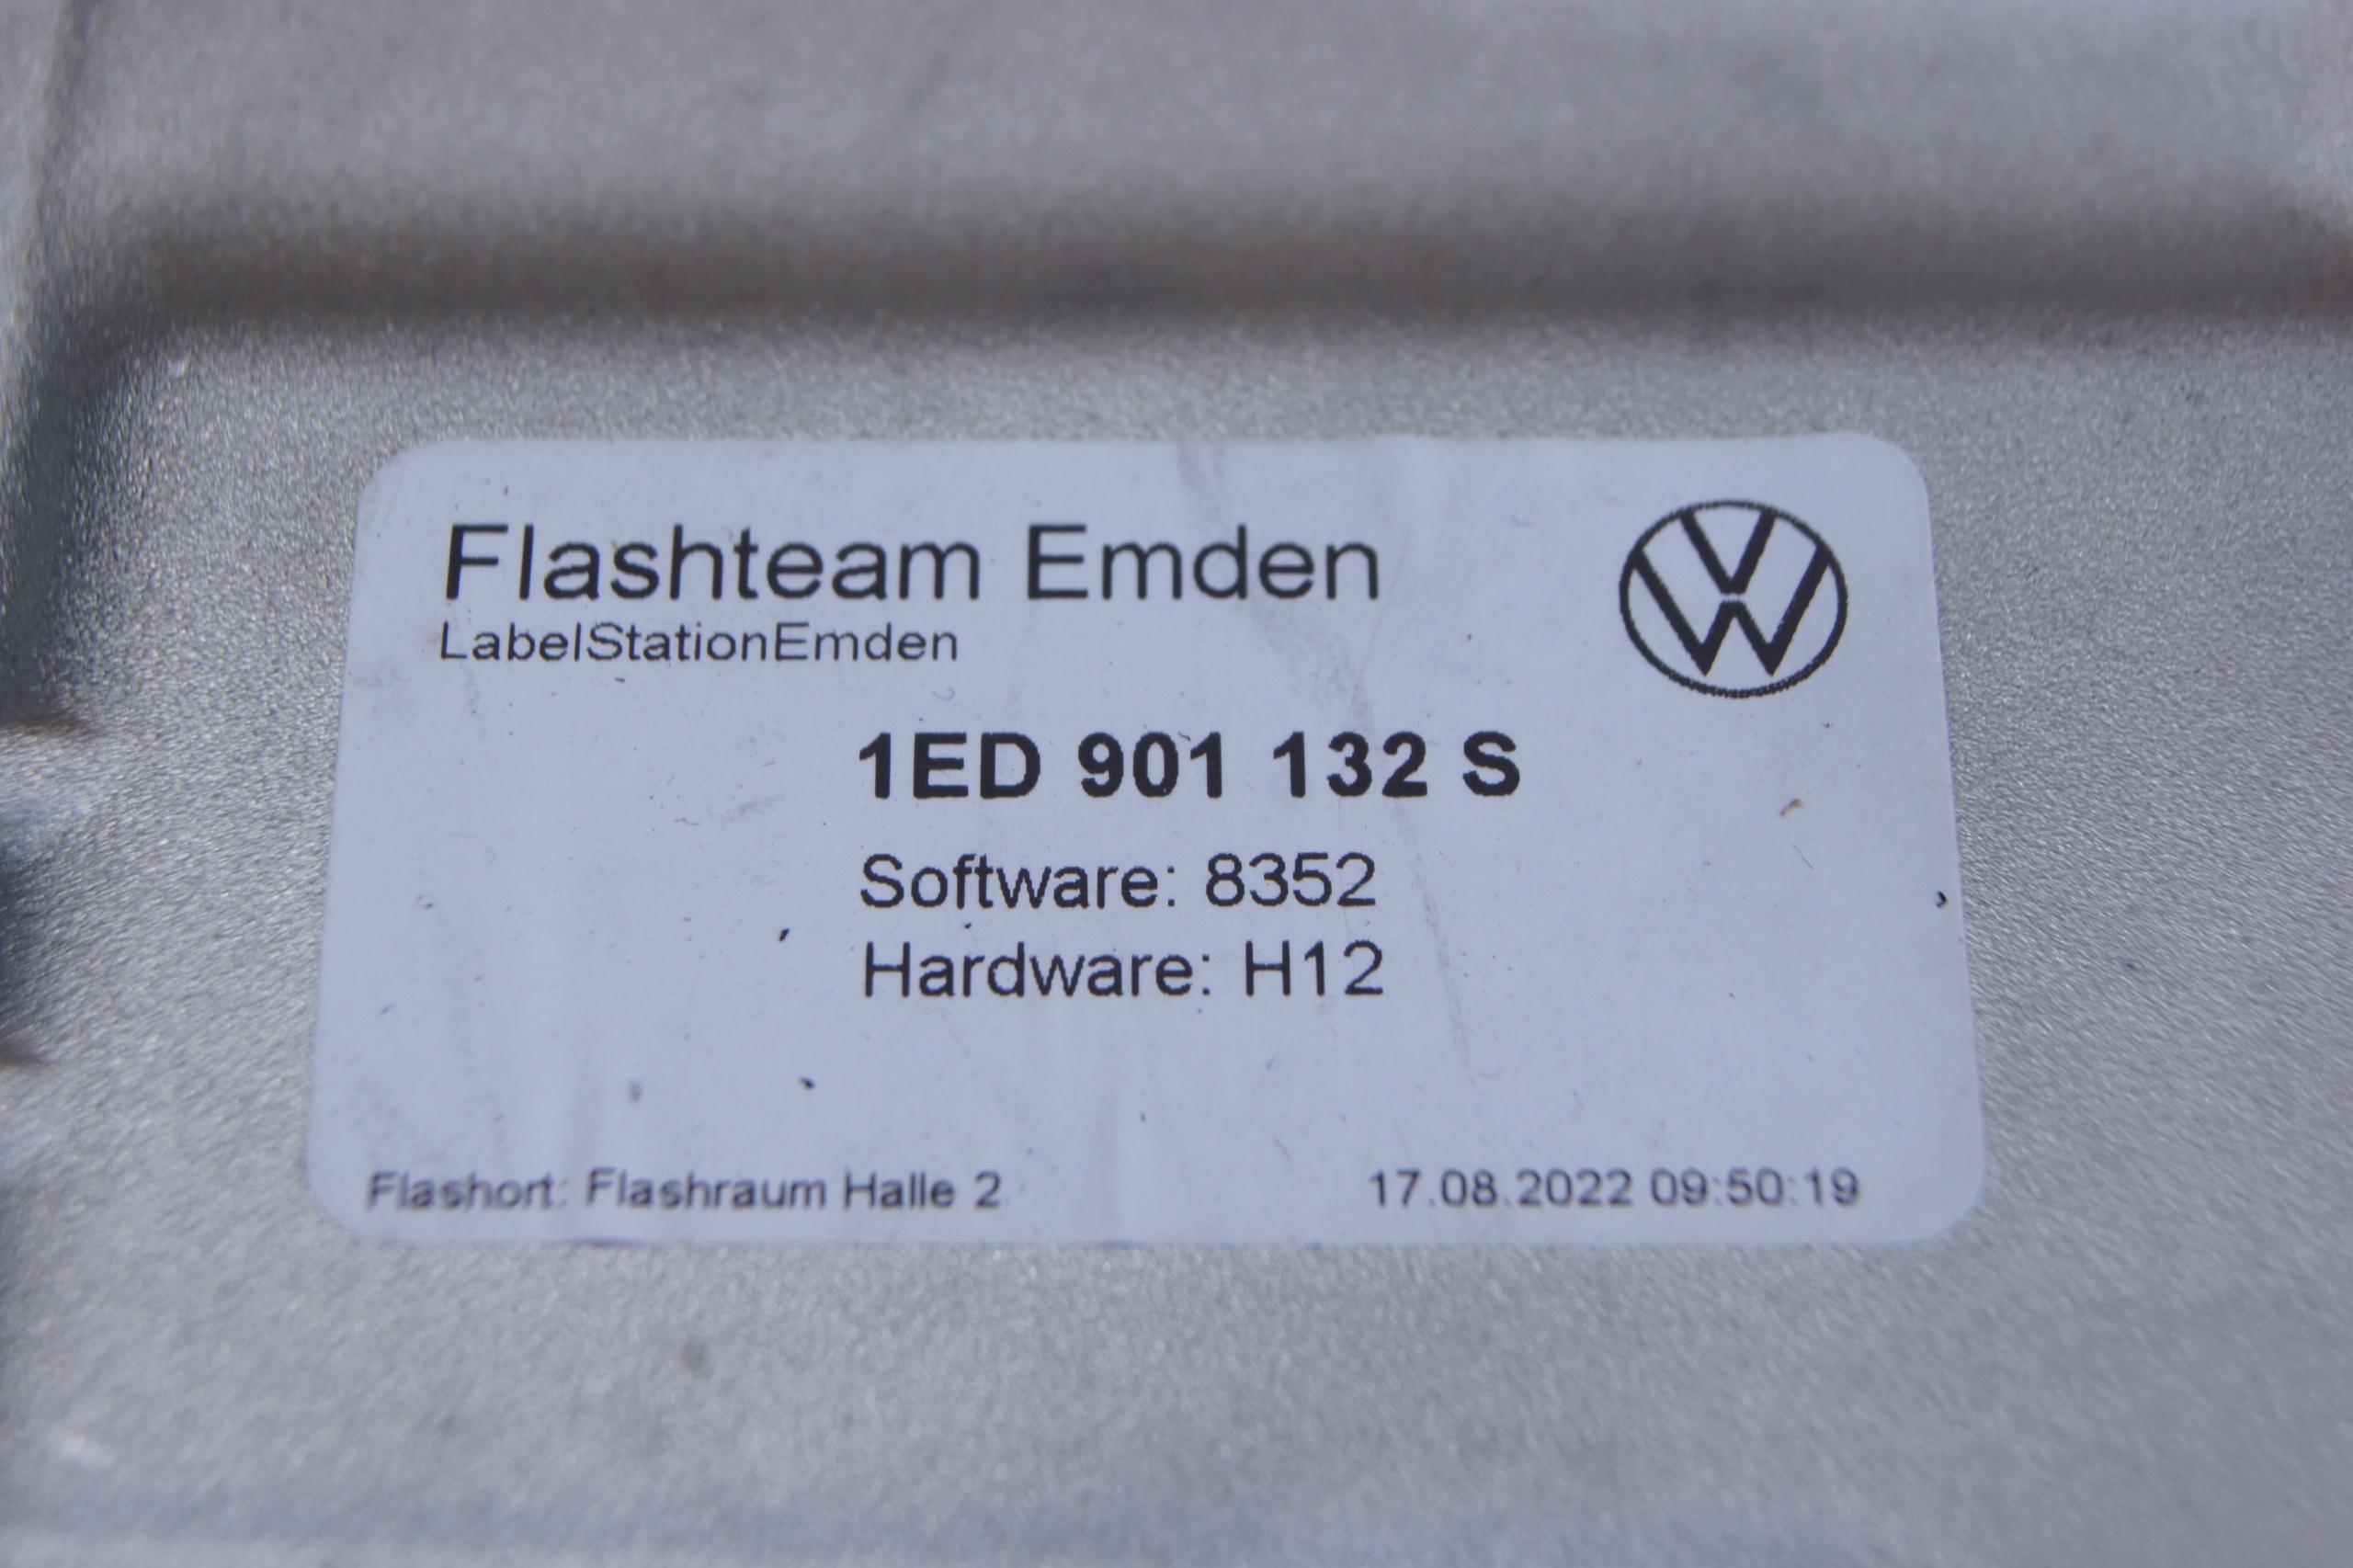 Flashteam Emden
LabelStationEmden
1ED 901 132 S
Software: 8352
Hardware: H12
Flashort: Flashraum Halle 2
17.08.2022 09:50:19